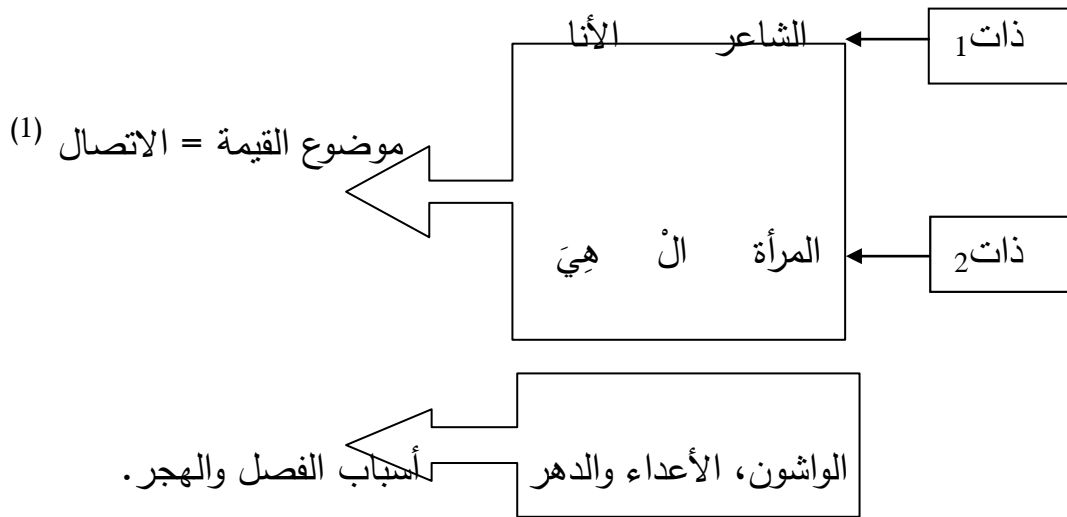 ذات1 الشاعر الأنا
موضوع القيمة = الاتصال (1)
ذات2 المرأة الْ هِيَ
الواشون، الأعداء والدهر أسباب الفصل والهجر.